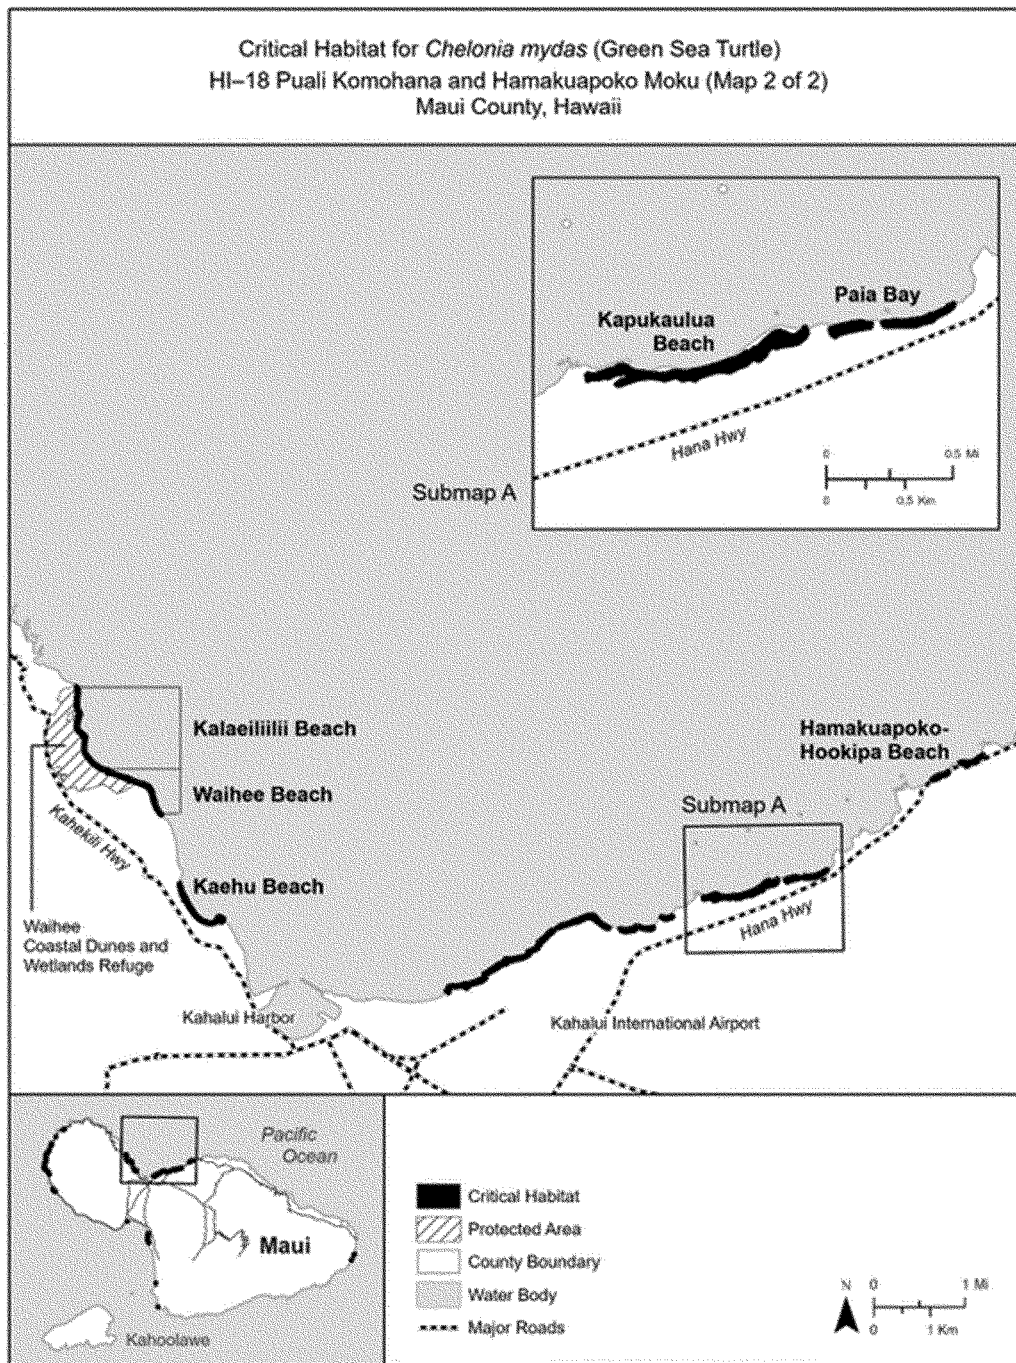 Critical Habitat for Chelonia mydas (Green Sea Turtle)
HI–18 Puali Komohana and Hamakuapoko Moku (Map 2 of 2)
Maui County, Hawaii
Paia Bay
Kapukaulua
Beach
Hana Hwy
0 0.5 Mi
0 0.5 Km
Submap A
Kalaeiliilii Beach
Waihee Beach
Kahekili Hwy
Kaehu Beach
Waihee
Coastal Dunes and
Wetlands Refuge
Hamakuapoko-
Hookipa Beach
Submap A
Hana Hwy
Kahalui Harbor
Kahalui International Airport
Pacific
Ocean
Maui
Kahoolawe
Critical Habitat
Protected Area
County Boundary
Water Body
Major Roads
N
0 1 Mi
0 1 Km